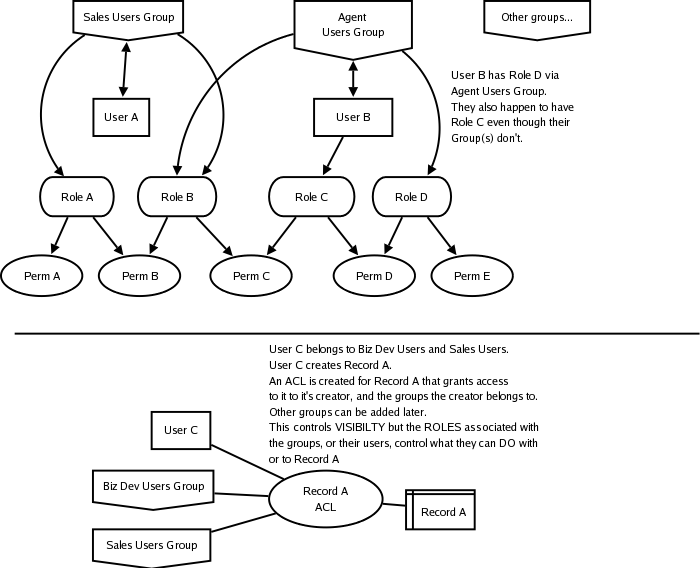 Sales Users Group
Agent
Users Group
Other groups...
User B has Role D via
Agent Users Group.
They also happen to have
Role C even though their
Group(s) don't.
User A
User B
Role A
Role B
Role C
Role D
Perm A
Perm B
Perm C
Perm D
Perm E
User C belongs to Biz Dev Users and Sales Users.
User C creates Record A.
An ACL is created for Record A that grants access
to it to it's creator, and the groups the creator belongs to.
Other groups can be added later.
This controls VISIBILTY but the ROLES associated with
the groups, or their users, control what they can DO with
or to Record A
User C
Biz Dev Users Group
Sales Users Group
Record A
ACL
Record A